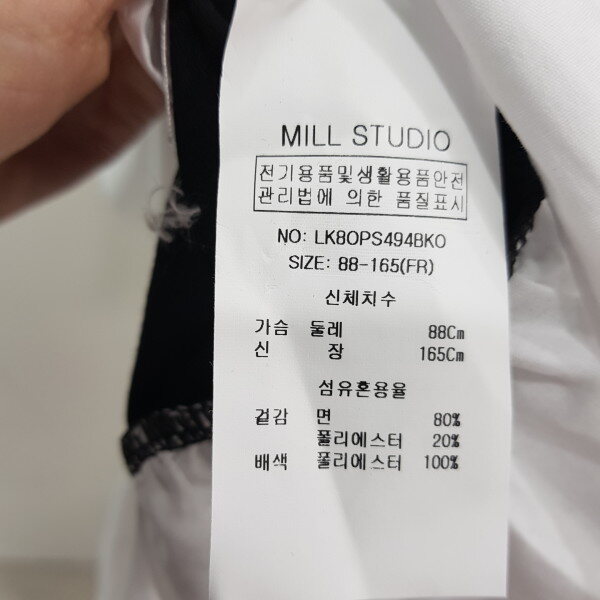 MILL STUDIO
전기용품및생활용품안전
관리법에 의한 품질표시
NO: LK8OPS494BKO
SIZE: 88-165(FR)
신체치수
가슴 둘레 88Cm
신 장 165Cm
섬유혼용율
겉감 면 80%
폴리에스터 20%
배색 폴리에스터 100%